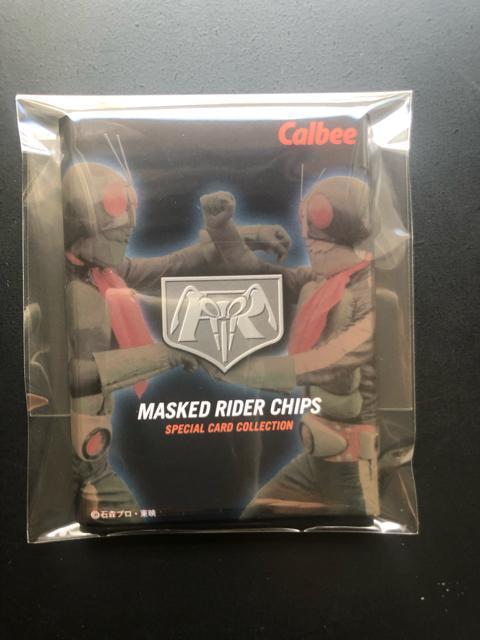 Calbee
MASKED RIDER CHIPS
SPECIAL CARD COLLECTION
©石森プロ・東映